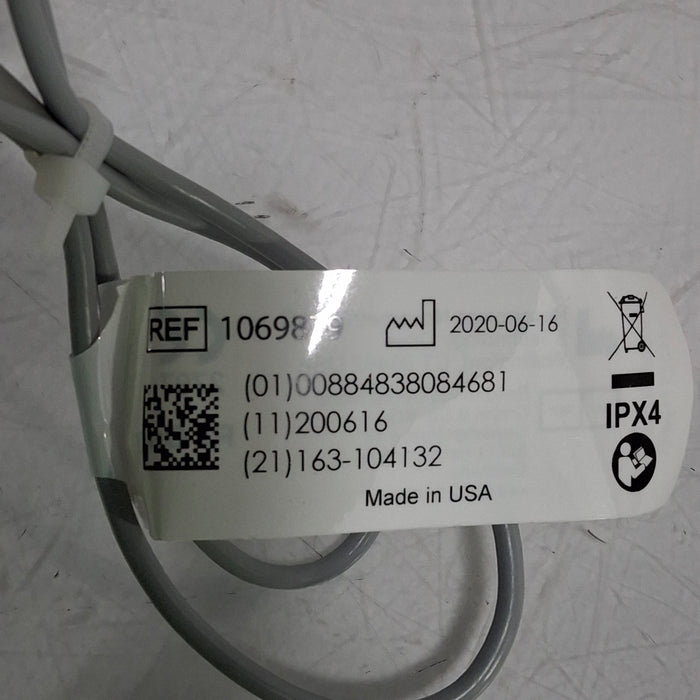 REF
2020-06-16
(01)00884838084681
(11)200616
(21)163-104132
Made in USA
IPX4